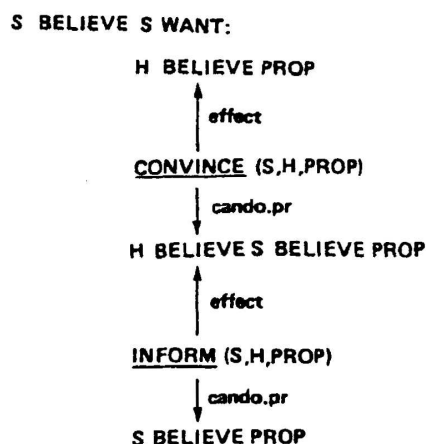 S BELIEVE S WANT:
H BELIEVE PROP
effect
CONVINCE (S,H,PROP)
cando.pr
H BELIEVE S BELIEVE PROP
effect
INFORM (S,H,PROP)
cando.pr
S BELIEVE PROP